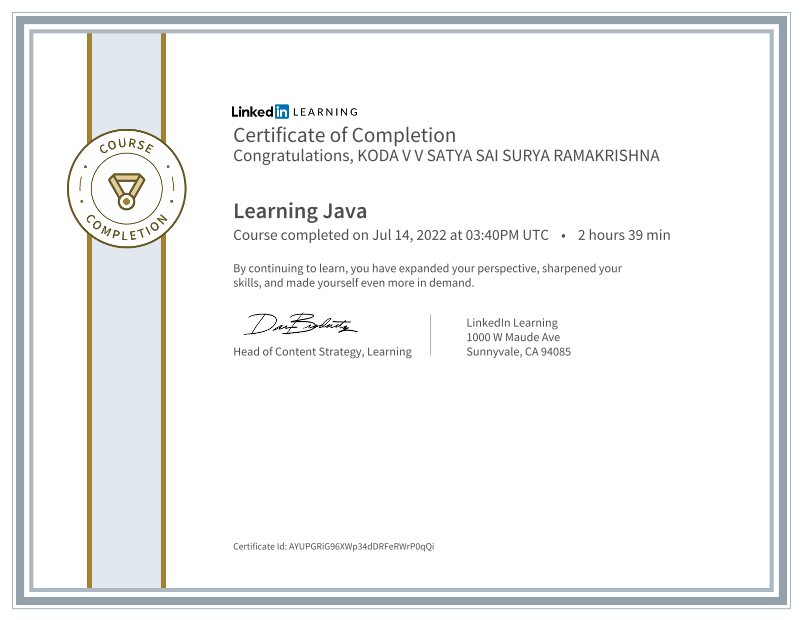 COURSE
COMPLETION
Linked in LEARNING
Certificate of Completion
Congratulations, KODA V V SATYA SAI SURYA RAMAKRISHNA
Learning Java
Course completed on Jul 14, 2022 at 03:40PM UTC • 2 hours 39 min
By continuing to learn, you have expanded your perspective, sharpened your
skills, and made yourself even more in demand.
Head of Content Strategy, Learning
LinkedIn Learning
1000 W Maude Ave
Sunnyvale, CA 94085
Certificate Id: AYUPGRiG96XWp34dDRFeRWrP0qQi